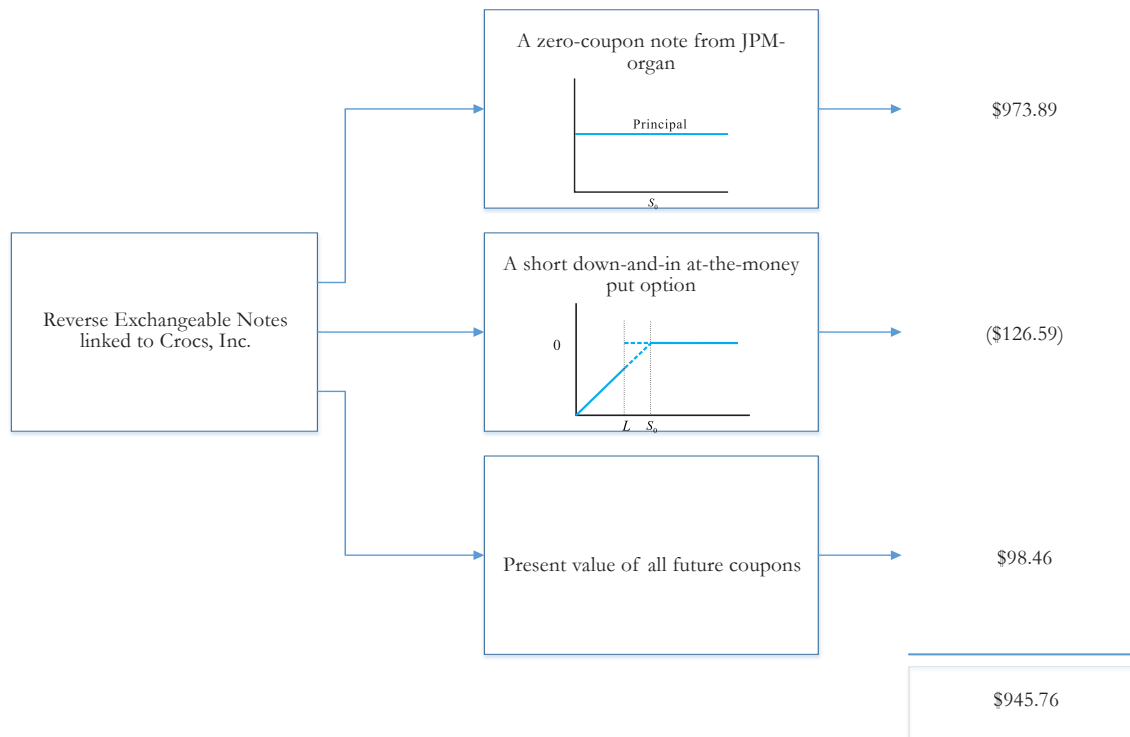 A zero-coupon note from JPM-
organ
Principal
S₀
$973.89
Reverse Exchangeable Notes
linked to Crocs, Inc.
A short down-and-in at-the-money
put option
0
L
S₀
($126.59)
Present value of all future coupons
$98.46
$945.76